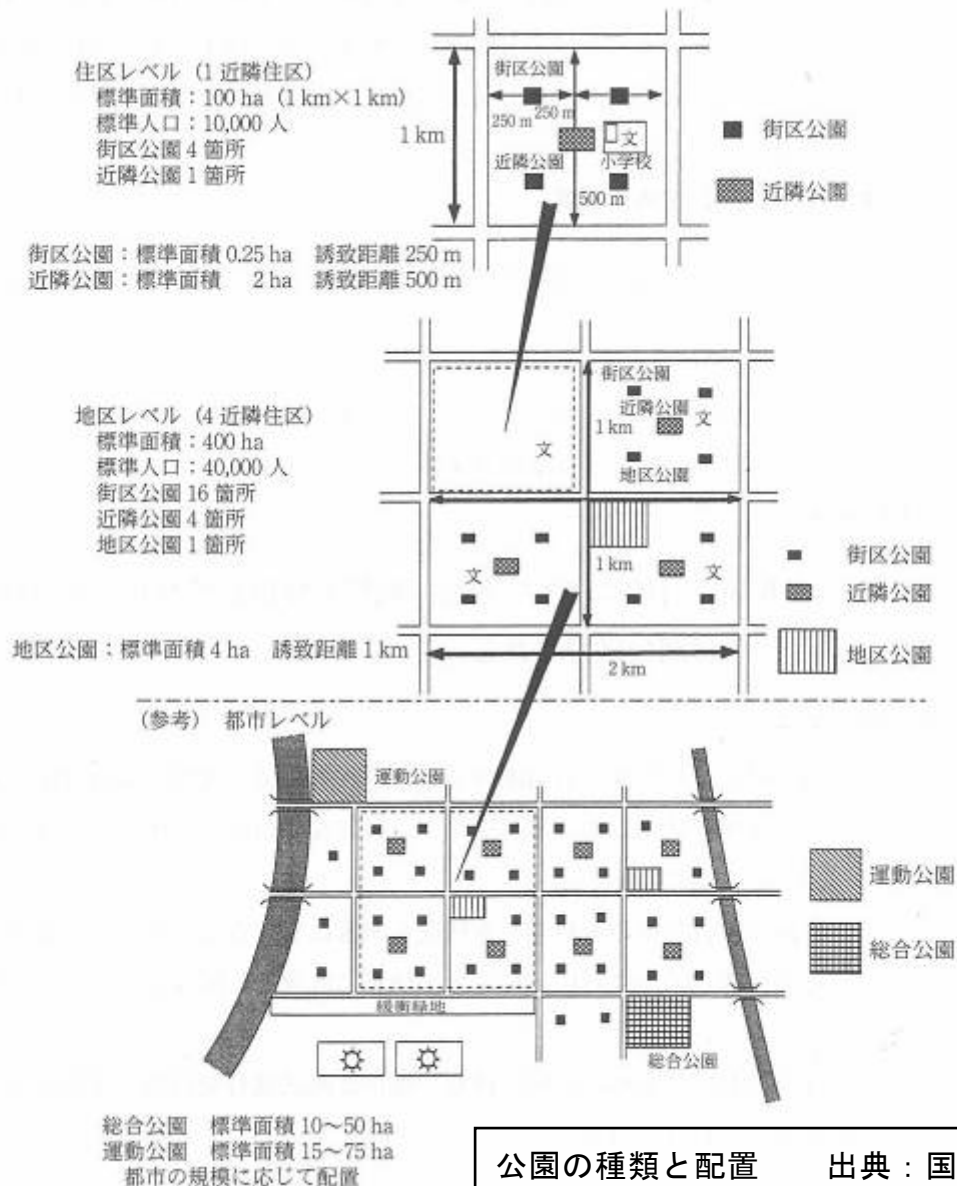 住区レベル (1 近隣住区)
標準面積：100 ha (1 km×1 km)
標準人口：10,000 人
街区公園 4 箇所
近隣公園 1 箇所
街区公園：標準面積 0.25 ha 誘致距離 250 m
近隣公園：標準面積 2 ha 誘致距離 500 m
1 km
街区公園
250 m
250 m
文
近隣公園
小学校
500 m
街区公園
近隣公園
地区レベル (4 近隣住区)
標準面積：400 ha
標準人口：40,000 人
街区公園 16 箇所
近隣公園 4 箇所
地区公園 1 箇所
地区公園：標準面積 4 ha 誘致距離 1 km
文
街区公園
近隣公園
1 km
文
地区公園
文
1 km
文
2 km
街区公園
近隣公園
地区公園
(参考) 都市レベル
運動公園
緩衝緑地
総合公園
運動公園
総合公園
総合公園 標準面積 10〜50 ha
運動公園 標準面積 15〜75 ha
都市の規模に応じて配置
公園の種類と配置 出典：国